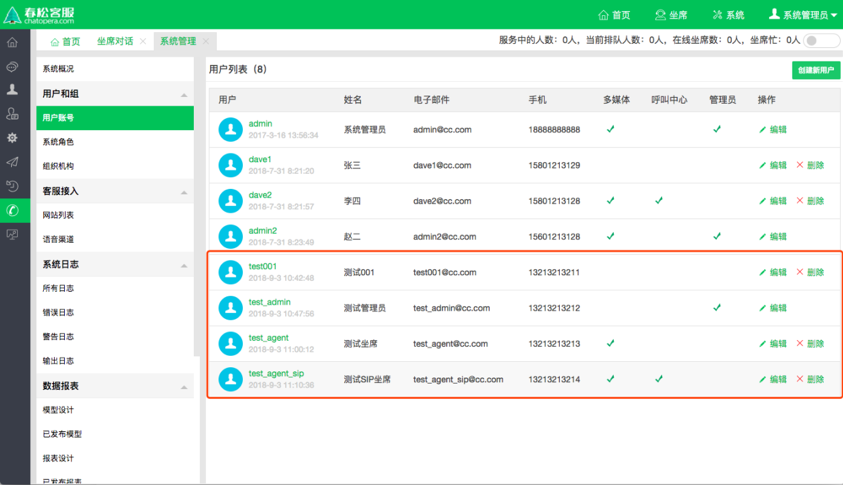 春松客服
chatopera.com
首页 坐席 系统 系统管理员
首页 坐席对话 系统管理
服务中的人数：0人，当前排队人数：0人，在线坐席数：0人，坐席忙：0人
系统概况
用户和组
用户账号
系统角色
组织机构
客服接入
网站列表
语音渠道
系统日志
所有日志
错误日志
警告日志
输出日志
数据报表
模型设计
已发布模型
报表设计
已发布报表
用户列表（8）
创建新用户
用户 姓名 电子邮件 手机 多媒体 呼叫中心 管理员 操作
admin
2017-3-16 13:56:34
系统管理员 admin@cc.com 18888888888 编辑
dave1
2018-7-31 8:21:20
张三 dave1@cc.com 15801213129 编辑 删除
dave2
2018-7-31 8:21:57
李四 dave2@cc.com 15801213128 编辑 删除
admin2
2018-7-31 8:23:49
赵二 admin2@cc.com 15601213128 编辑
test001
2018-9-3 10:42:48
测试001 test001@cc.com 13213213211 编辑 删除
test_admin
2018-9-3 10:47:58
测试管理员 test_admin@cc.com 13213213212 编辑
test_agent
2018-9-3 11:00:12
测试坐席 test_agent@cc.com 13213213213 编辑 删除
test_agent_sip
2018-9-3 11:10:38
测试SIP坐席 test_agent_sip@cc.com 13213213214 编辑 删除